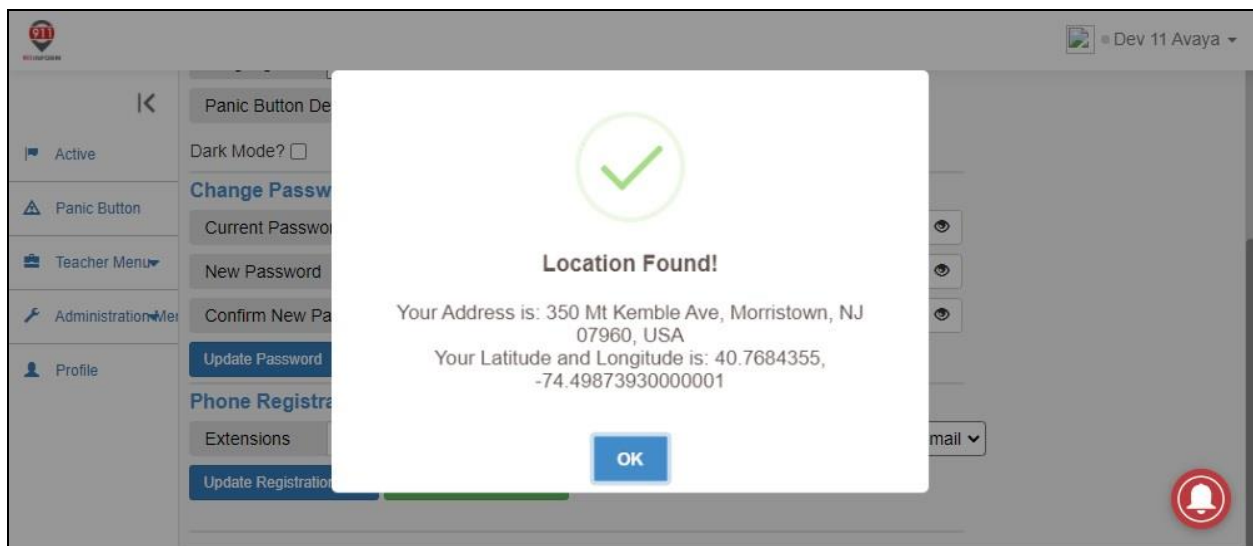 911
Dev 11 Avaya
Panic Button De
Active
Dark Mode?
Change Passw
Panic Button
Current Passwo
Teacher Menu
New Password
Administration Me
Confirm New Pa
Profile
Update Password
Phone Registra
Extensions
mail
Update Registration
Location Found!
Your Address is: 350 Mt Kemble Ave, Morristown, NJ
07960, USA
Your Latitude and Longitude is: 40.7684355,
-74.49873930000001
OK